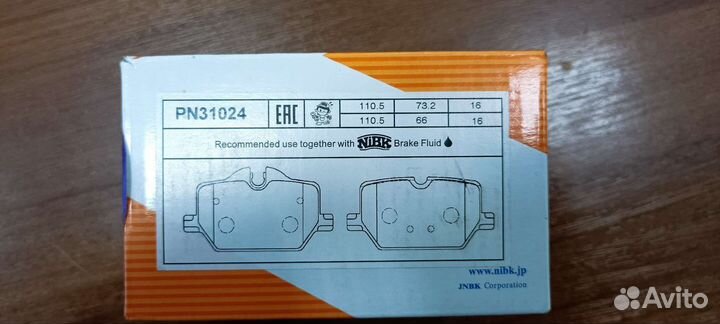 PN31024
EAC
110.5 73.2 16
110.5 66 16
Recommended use together with NiBK Brake Fluid
www.nibk.jp
JNBK Corporation
Avito